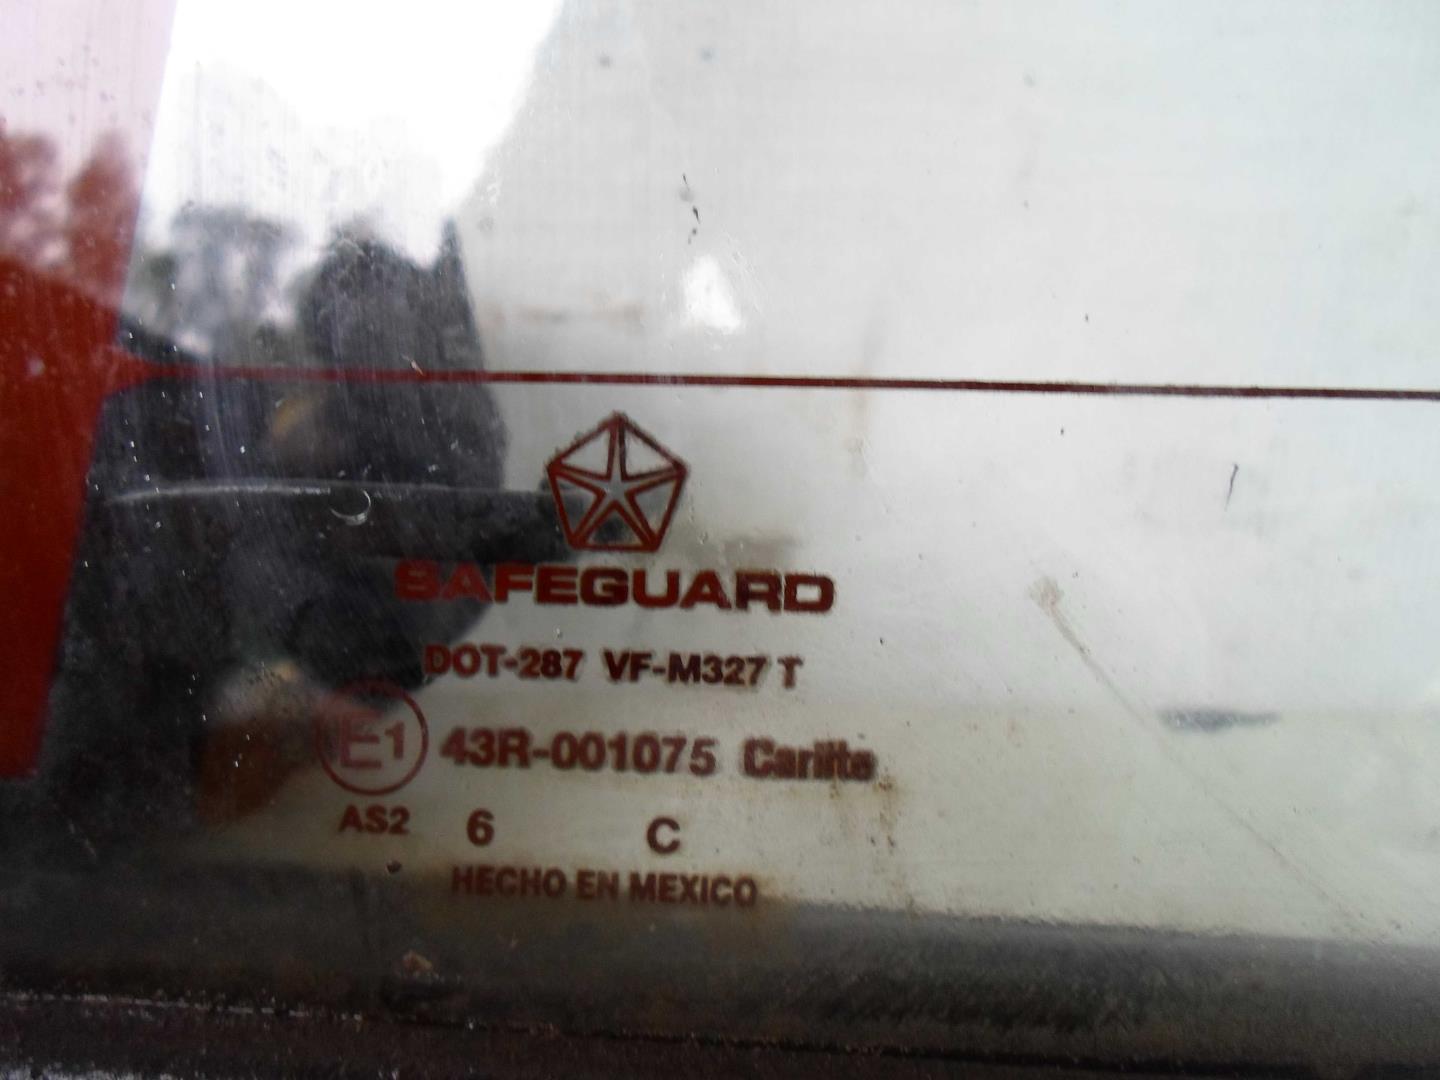 SAFEGUARD
DOT-287 VF-M327 T
E1 43R-001075 Carlite
AS2 6 C
HECHO EN MEXICO